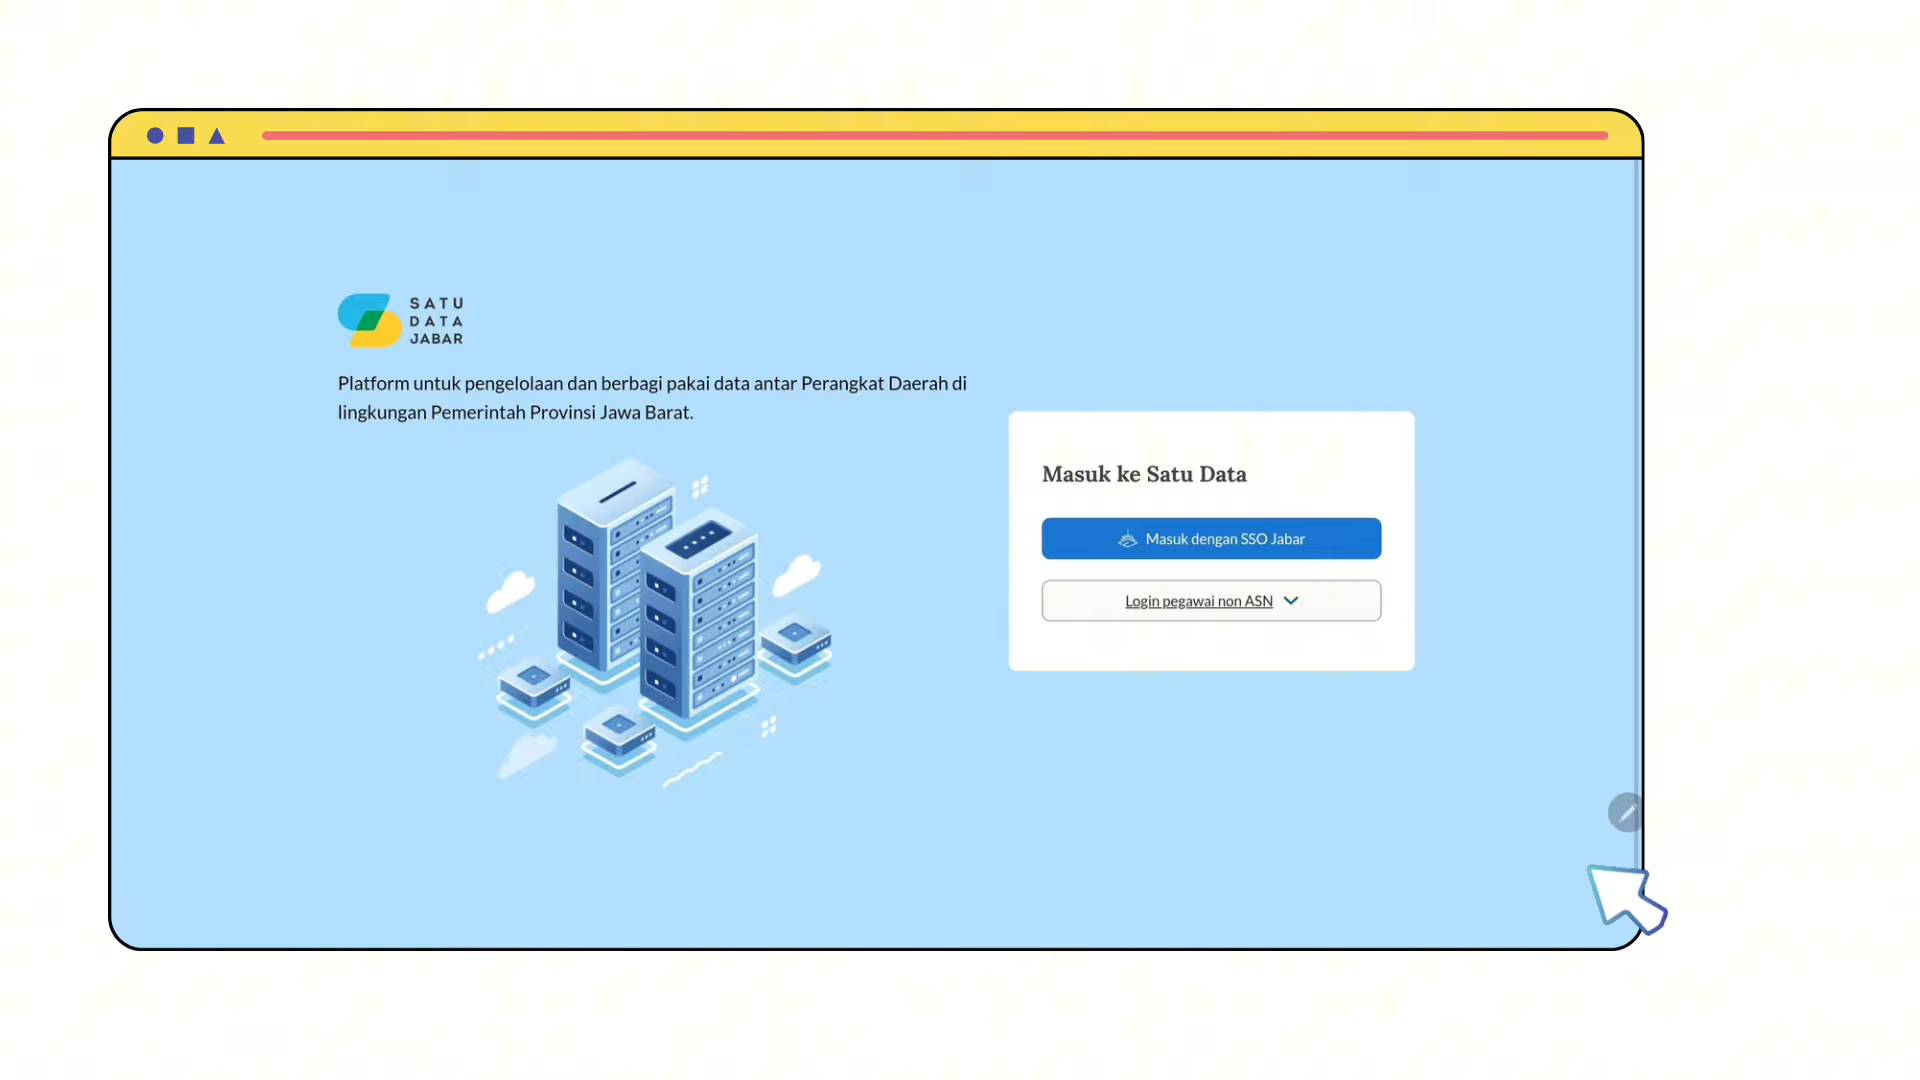 SATU
DATA
JABAR
Platform untuk pengelolaan dan berbagi pakai data antar Perangkat Daerah di
lingkungan Pemerintah Provinsi Jawa Barat.
Masuk ke Satu Data
Masuk dengan SSO Jabar
Login pegawai non ASN